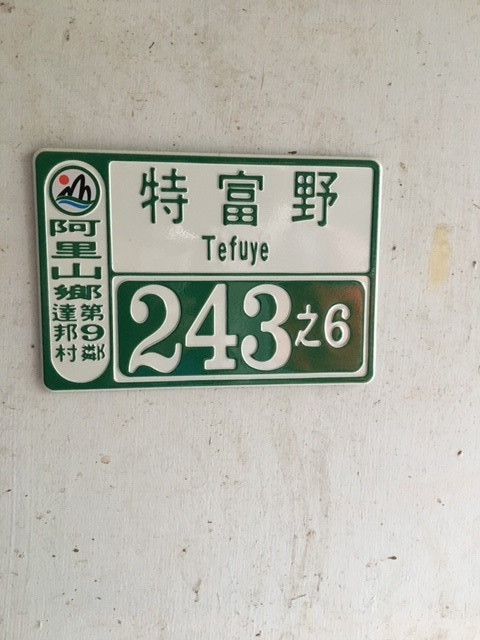 特富野
Tefuye
243之6
阿里山鄉
達邦村
第9鄰